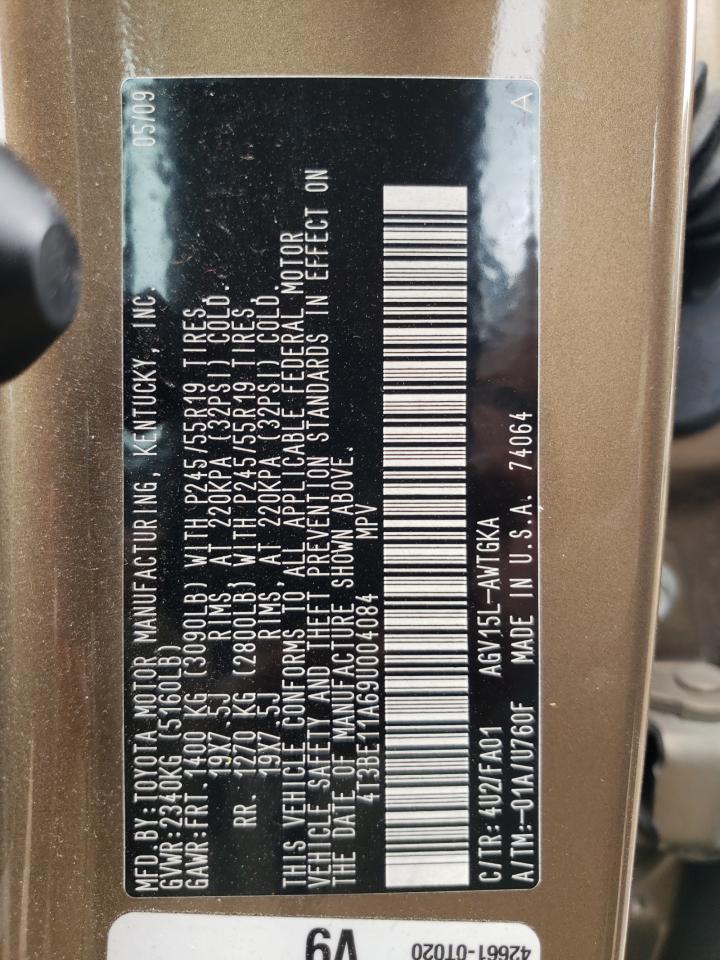 MFD.BY:TOYOTA MOTOR MANUFACTURING, KENTUCKY, INC. 05/09
GVWR:2340KG (5160LB)
GAWR:FRT.1400 KG (3090LB) WITH P245/55R19 TIRES,
19X7.5J RIMS, AT 220KPA (32PSI) COLD.
RR. 1270 KG (2800LB) WITH P245/55R19 TIRES,
19X7.5J RIMS, AT 220KPA (32PSI) COLD.
THIS VEHICLE CONFORMS TO ALL APPLICABLE FEDERAL MOTOR
VEHICLE SAFETY AND THEFT PREVENTION STANDARDS IN EFFECT ON
THE DATE OF MANUFACTURE SHOWN ABOVE.
4T3BE11A69U004084 MPV
C/TR:4U2/FA01 AGV15L-AWTGKA
A/TM:-01A/U760F MADE IN U.S.A. 74064 A
V9
42661-0T020